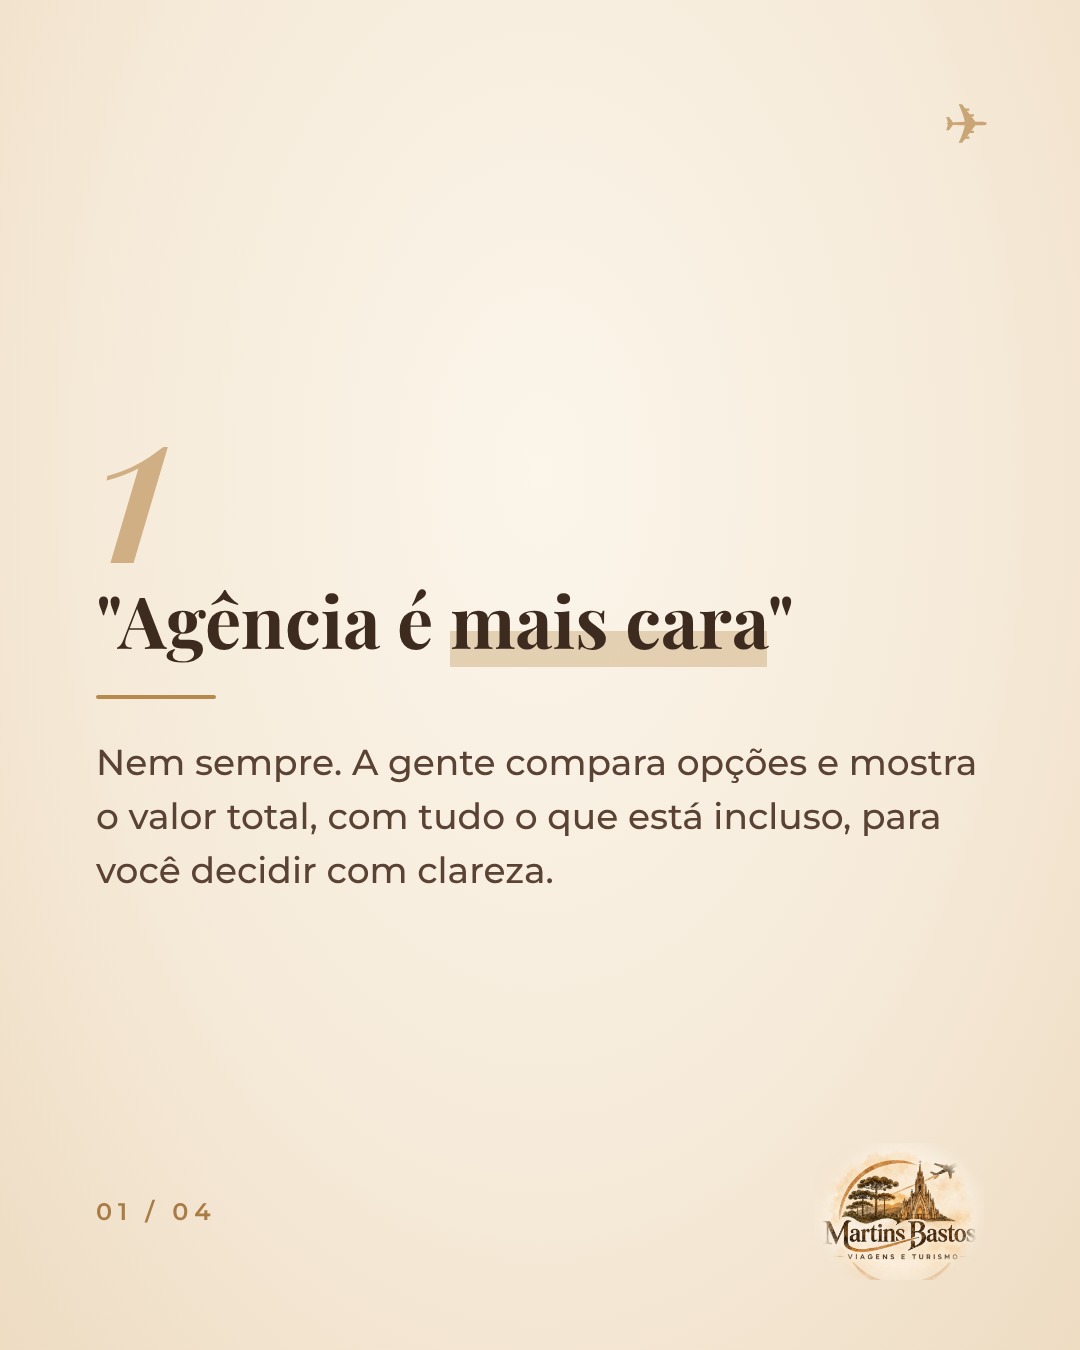 1
"Agência é mais cara"
Nem sempre. A gente compara opções e mostra
o valor total, com tudo o que está incluso, para
você decidir com clareza.
01 / 04
Martins Bastos
VIAGENS E TURISMO